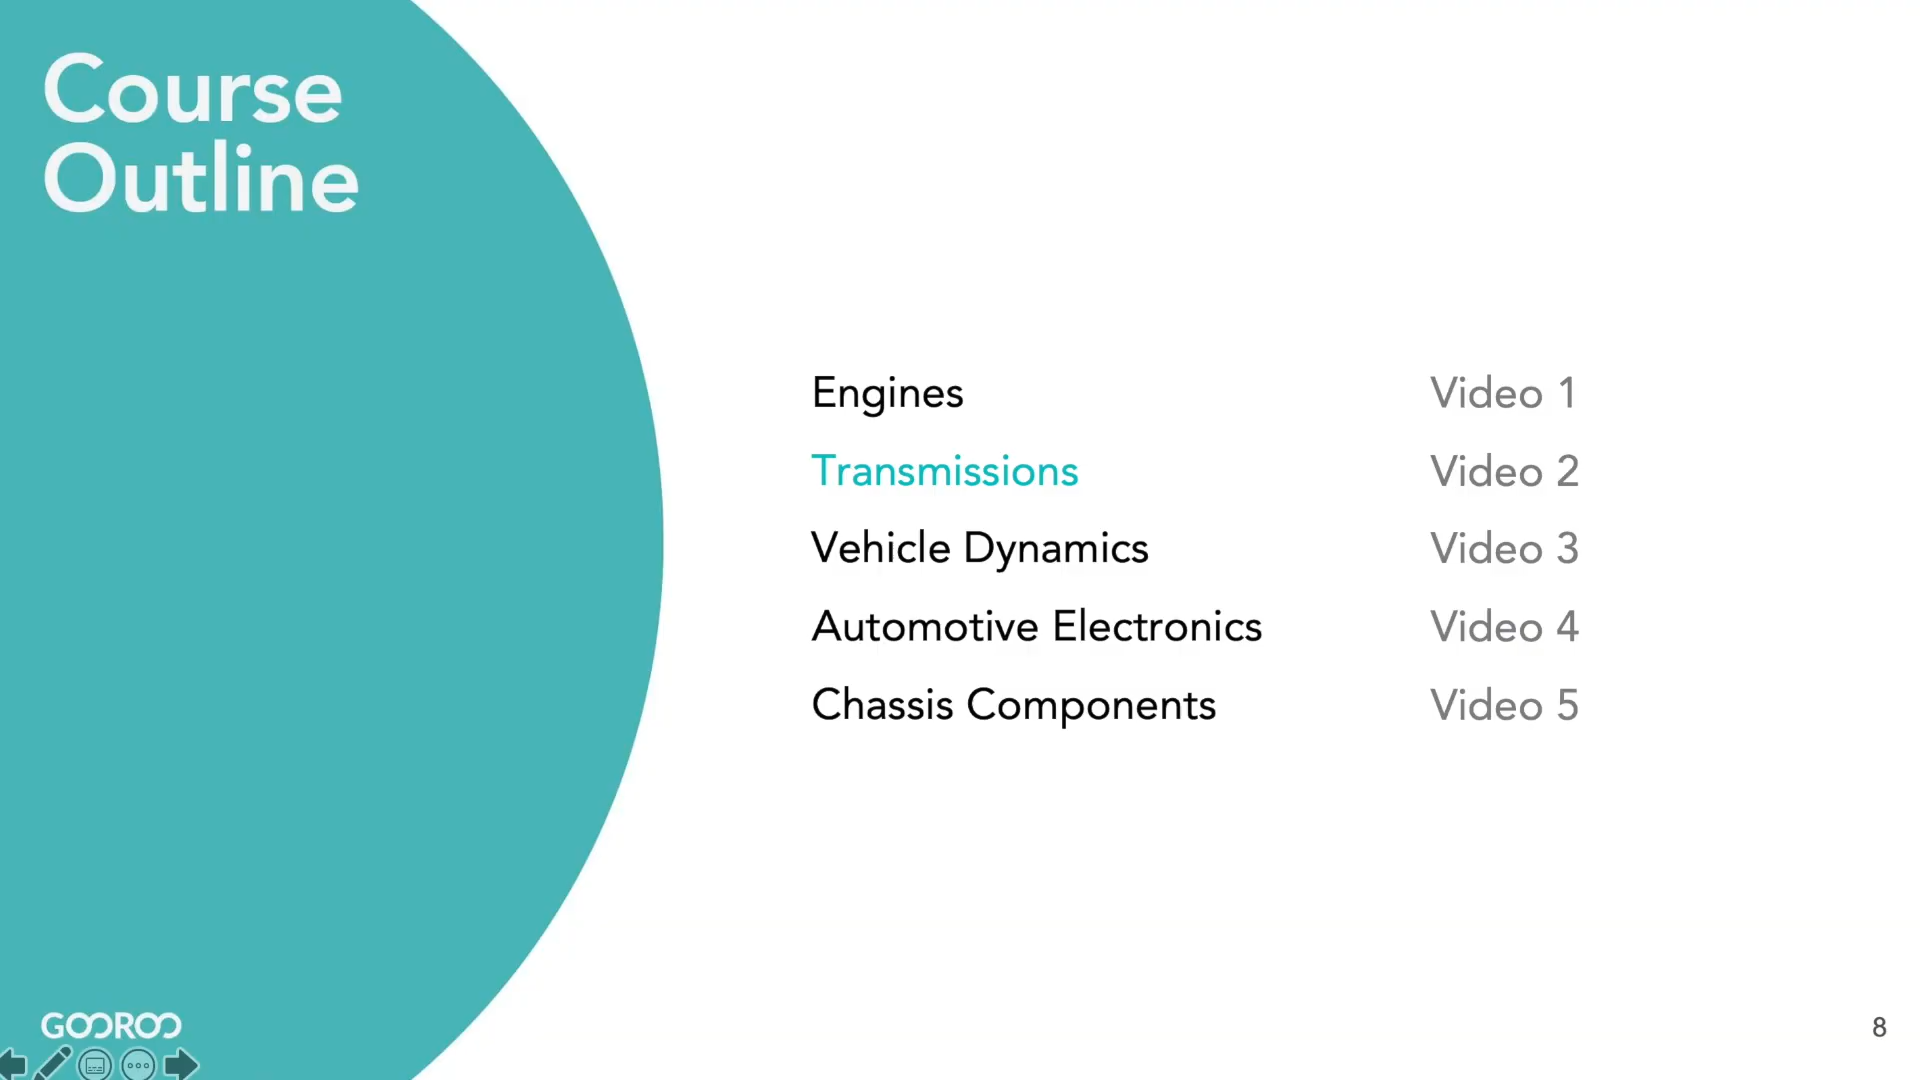 Course
Outline
Engines Video 1
Transmissions Video 2
Vehicle Dynamics Video 3
Automotive Electronics Video 4
Chassis Components Video 5
GOOROO
8